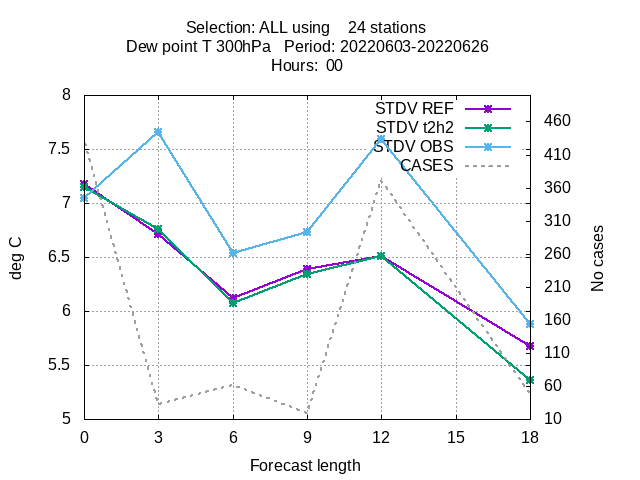 Selection: ALL using    24 stations
Dew point T 300hPa   Period: 20220603-20220626
Hours:  00
STDV REF
STDV t2h2
STDV OBS
CASES
8
7.5
7
6.5
6
5.5
5
460
410
360
310
260
210
160
110
60
10
deg C
No cases
0 3 6 9 12 15 18
Forecast length